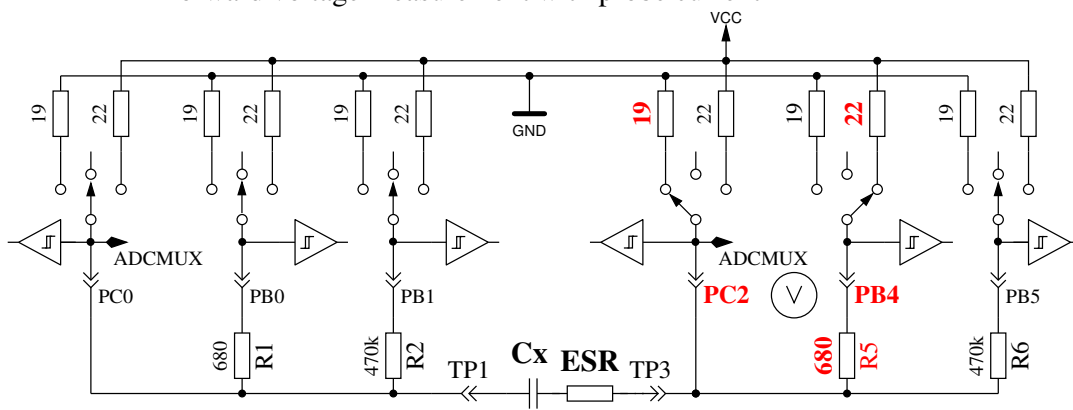 VCC
19 22 19 22 19 22 GND 19 22 19 22 19 22
ADCMUX ADCMUX
PC0 PB0 PB1 PC2 V PB4 PB5
680 R1 470k R2 680 R5 470k R6
TP1 Cx ESR TP3